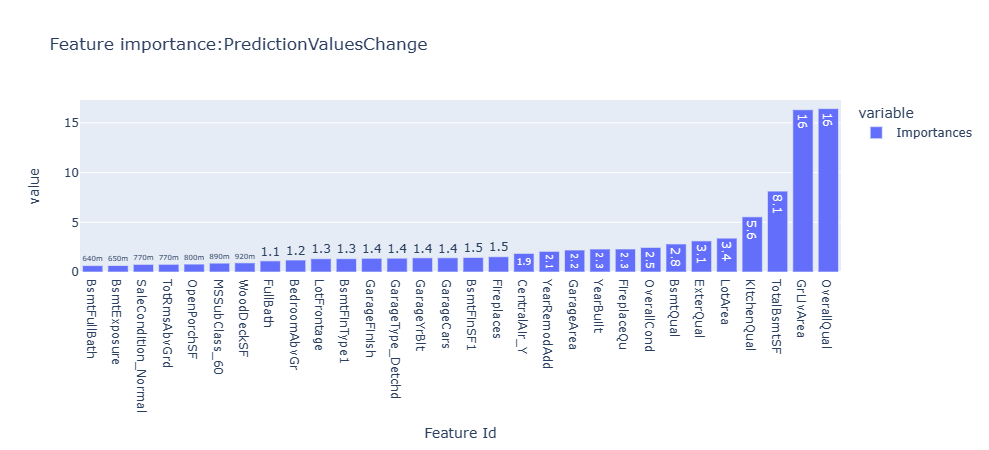 Feature importance:PredictionValuesChange
variable
Importances
value
15
10
5
0
640m
650m
770m
770m
800m
890m
920m
1.1
1.2
1.3
1.3
1.4
1.4
1.4
1.4
1.5
1.5
1.9
2.1
2.2
2.3
2.3
2.5
2.8
3.1
3.4
5.6
8.1
16
16
BsmtFullBath
BsmtExposure
SaleCondition_Normal
TotRmsAbvGrd
OpenPorchSF
MSSubClass_60
WoodDeckSF
FullBath
BedroomAbvGr
LotFrontage
BsmtFinType1
GarageFinish
GarageType_Detchd
GarageYrBlt
GarageCars
BsmtFinSF1
Fireplaces
CentralAir_Y
YearRemodAdd
GarageArea
YearBuilt
FireplaceQu
OverallCond
BsmtQual
ExterQual
LotArea
KitchenQual
TotalBsmtSF
GrLivArea
OverallQual
Feature Id